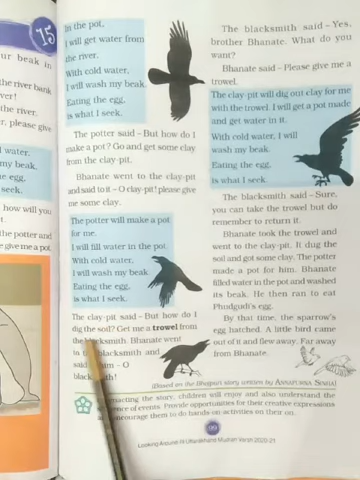 15
ur beak in
the river bank
ver!
the river.
r, please give
water,
my beak.
egg,
seek.
how will you
the potter and
e give me a pot.
In the pot,
I will get water from
the river.
With cold water,
I will wash my beak.
Eating the egg,
is what I seek.
The potter said – But how do I
make a pot? Go and get some clay
from the clay-pit.
Bhanate went to the clay-pit
and said to it – O clay-pit! please give
me some clay.
The potter will make a pot
for me.
I will fill water in the pot.
With cold water,
I will wash my beak.
Eating the egg,
is what I seek.
The clay-pit said – But how do I
dig the soil? Get me a trowel from
the blacksmith. Bhanate went
blacksmith and
said – O
The blacksmith said – Yes,
brother Bhanate. What do you
want?
Bhanate said – Please give me a
trowel.
The clay-pit will dig out clay for me
with the trowel. I will get a pot made
and get water in it.
With cold water, I will
wash my beak.
Eating the egg,
is what I seek.
The blacksmith said – Sure,
you can take the trowel but do
remember to return it.
Bhanate took the trowel and
went to the clay-pit. It dug the
soil and got some clay. The potter
made a pot for him. Bhanate
filled water in the pot and washed
its beak. He then ran to eat
Phudgudi's egg.
By that time, the sparrow's
egg hatched. A little bird came
out of it and flew away. Far away
from Bhanate.
(Based on the Bhojpuri story written by
the story, children will enjoy and also understand the
of events. Provide opportunities for their creative expressions
encourage them to do hands on activities on their own.
99
Looking Around-III Uttarakhand 2020-21